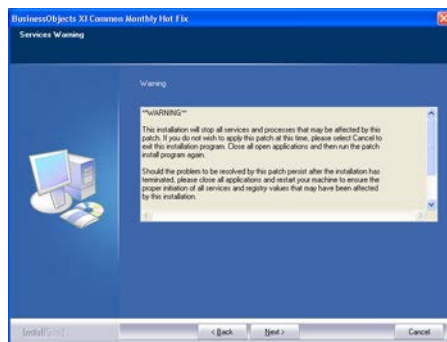 BusinessObjects XI Common Monthly Hot Fix
Services Warning
Warning
**WARNING**
This installation will stop all services and processes that may be affected by this
patch. If you do not wish to apply this patch at this time, please select Cancel to
exit this installation program. Close all open applications and then run the patch
install program again.
Should the problem to be resolved by this patch persist after the installation has
terminated, please close all applications and restart your machine to ensure the
proper initiation of all services and registry values that may have been affected
by this installation.
InstallShield
< Back
Next >
Cancel